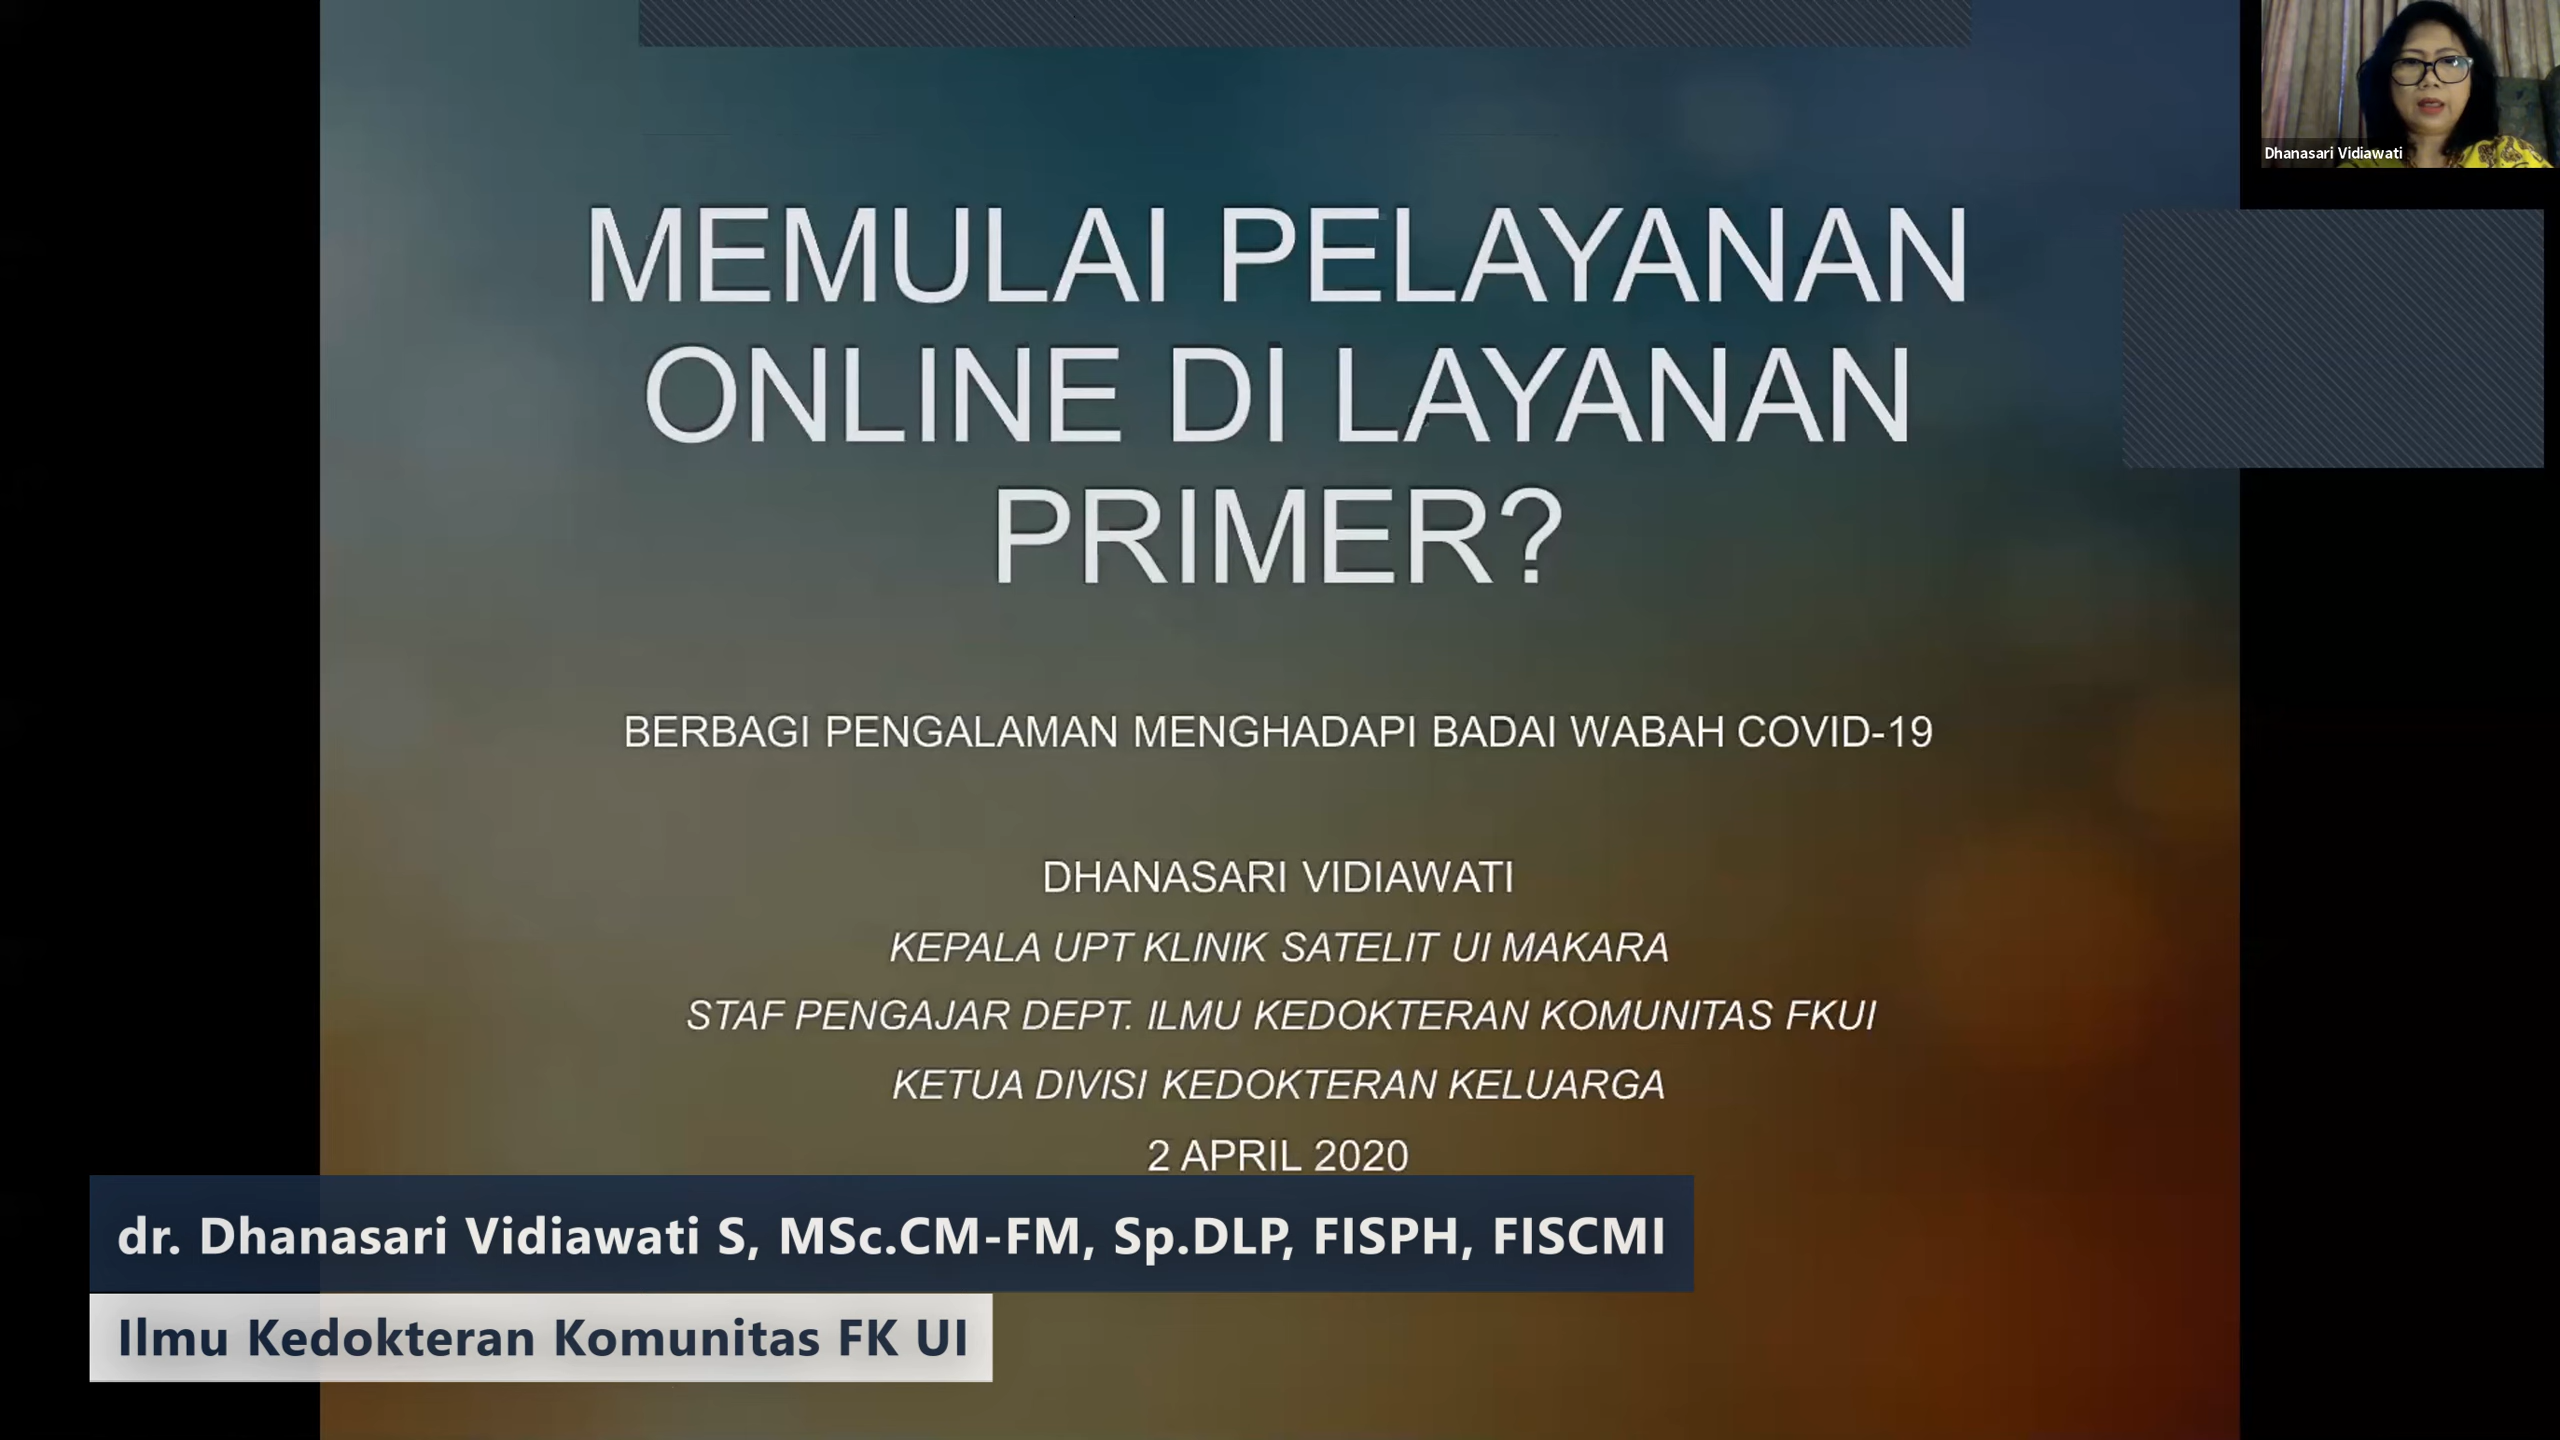 MEMULAI PELAYANAN
ONLINE DI LAYANAN
PRIMER?
BERBAGI PENGALAMAN MENGHADAPI BADAI WABAH COVID-19
DHANASARI VIDIAWATI
KEPALA UPT KLINIK SATELIT UI MAKARA
STAF PENGAJAR DEPT. ILMU KEDOKTERAN KOMUNITAS FKUI
KETUA DIVISI KEDOKTERAN KELUARGA
2 APRIL 2020
dr. Dhanasari Vidiawati S, MSc.CM-FM, Sp.DLP, FISPH, FISCMI
Ilmu Kedokteran Komunitas FK UI
Dhanasari Vidiawati